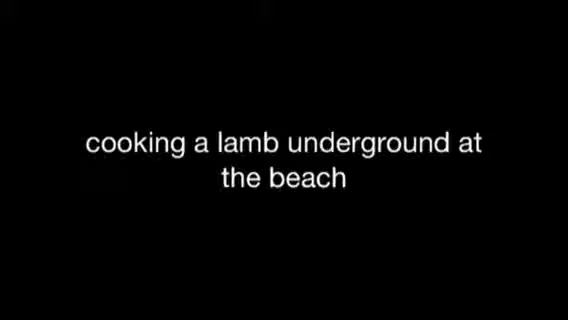 cooking a lamb underground at
the beach